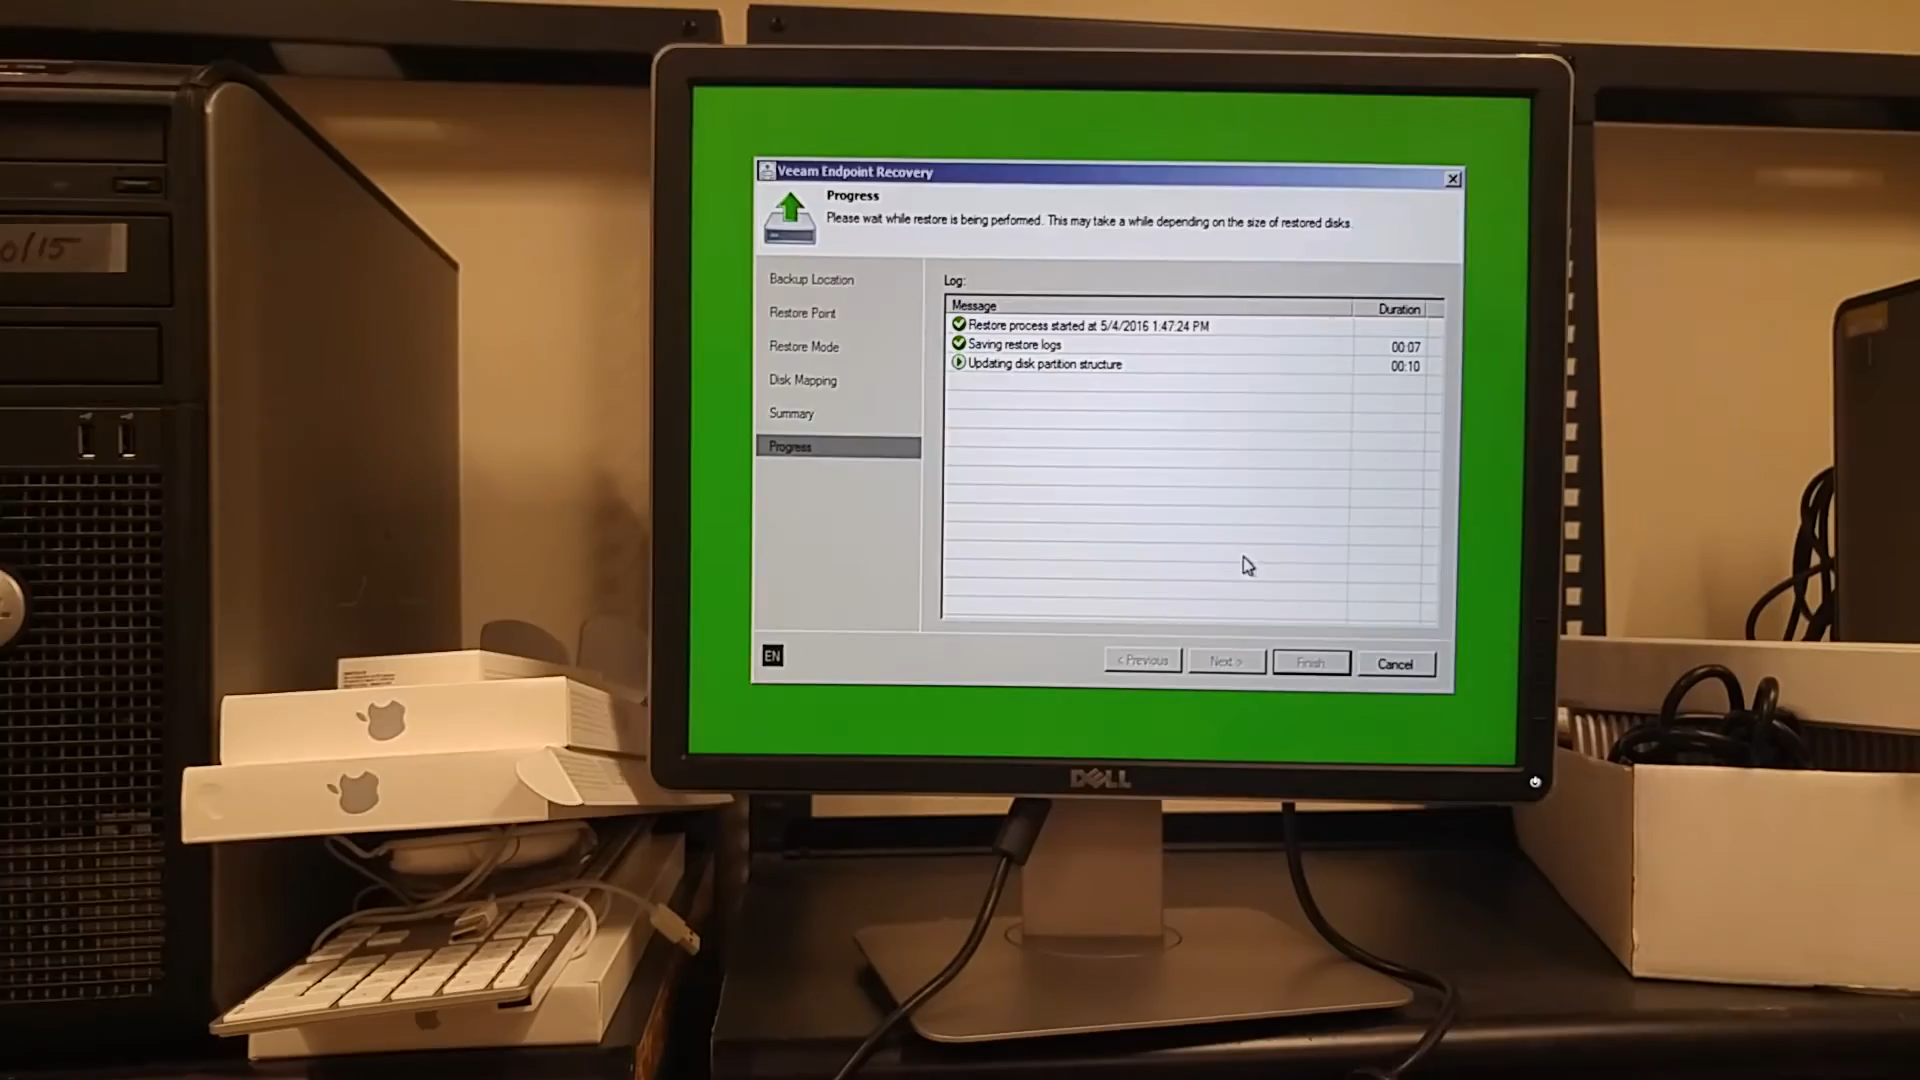 0/15
Veeam Endpoint Recovery
Progress
Please wait while restore is being performed. This may take a while depending on the size of restored disks.
Backup Location
Restore Point
Restore Mode
Disk Mapping
Summary
Progress
Log:
Message Duration
Restore process started at 5/4/2016 1:47:24 PM
Saving restore logs 00:07
Updating disk partition structure 00:10
EN
< Previous Next > Finish Cancel
DELL